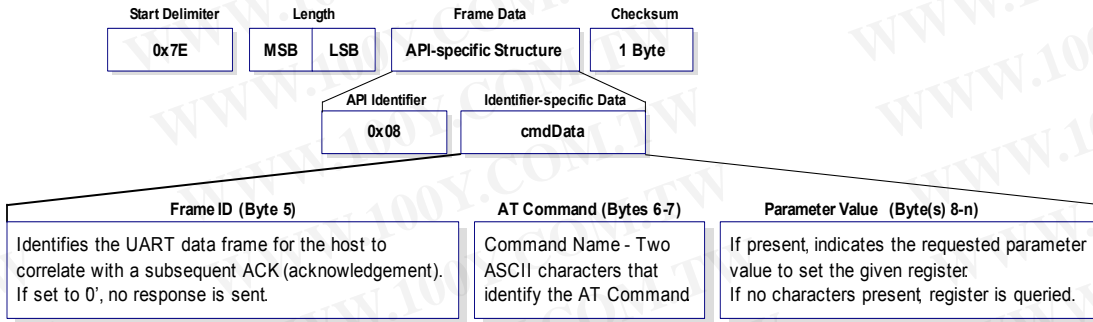 Start Delimiter Length Frame Data Checksum
0x7E MSB LSB API-specific Structure 1 Byte
API Identifier Identifier-specific Data
0x08 cmdData
Frame ID (Byte 5)
Identifies the UART data frame for the host to
correlate with a subsequent ACK (acknowledgement).
If set to 0', no response is sent.
AT Command (Bytes 6-7)
Command Name - Two
ASCII characters that
identify the AT Command
Parameter Value (Byte(s) 8-n)
If present, indicates the requested parameter
value to set the given register.
If no characters present, register is queried.
WWW.100Y.COM.TW